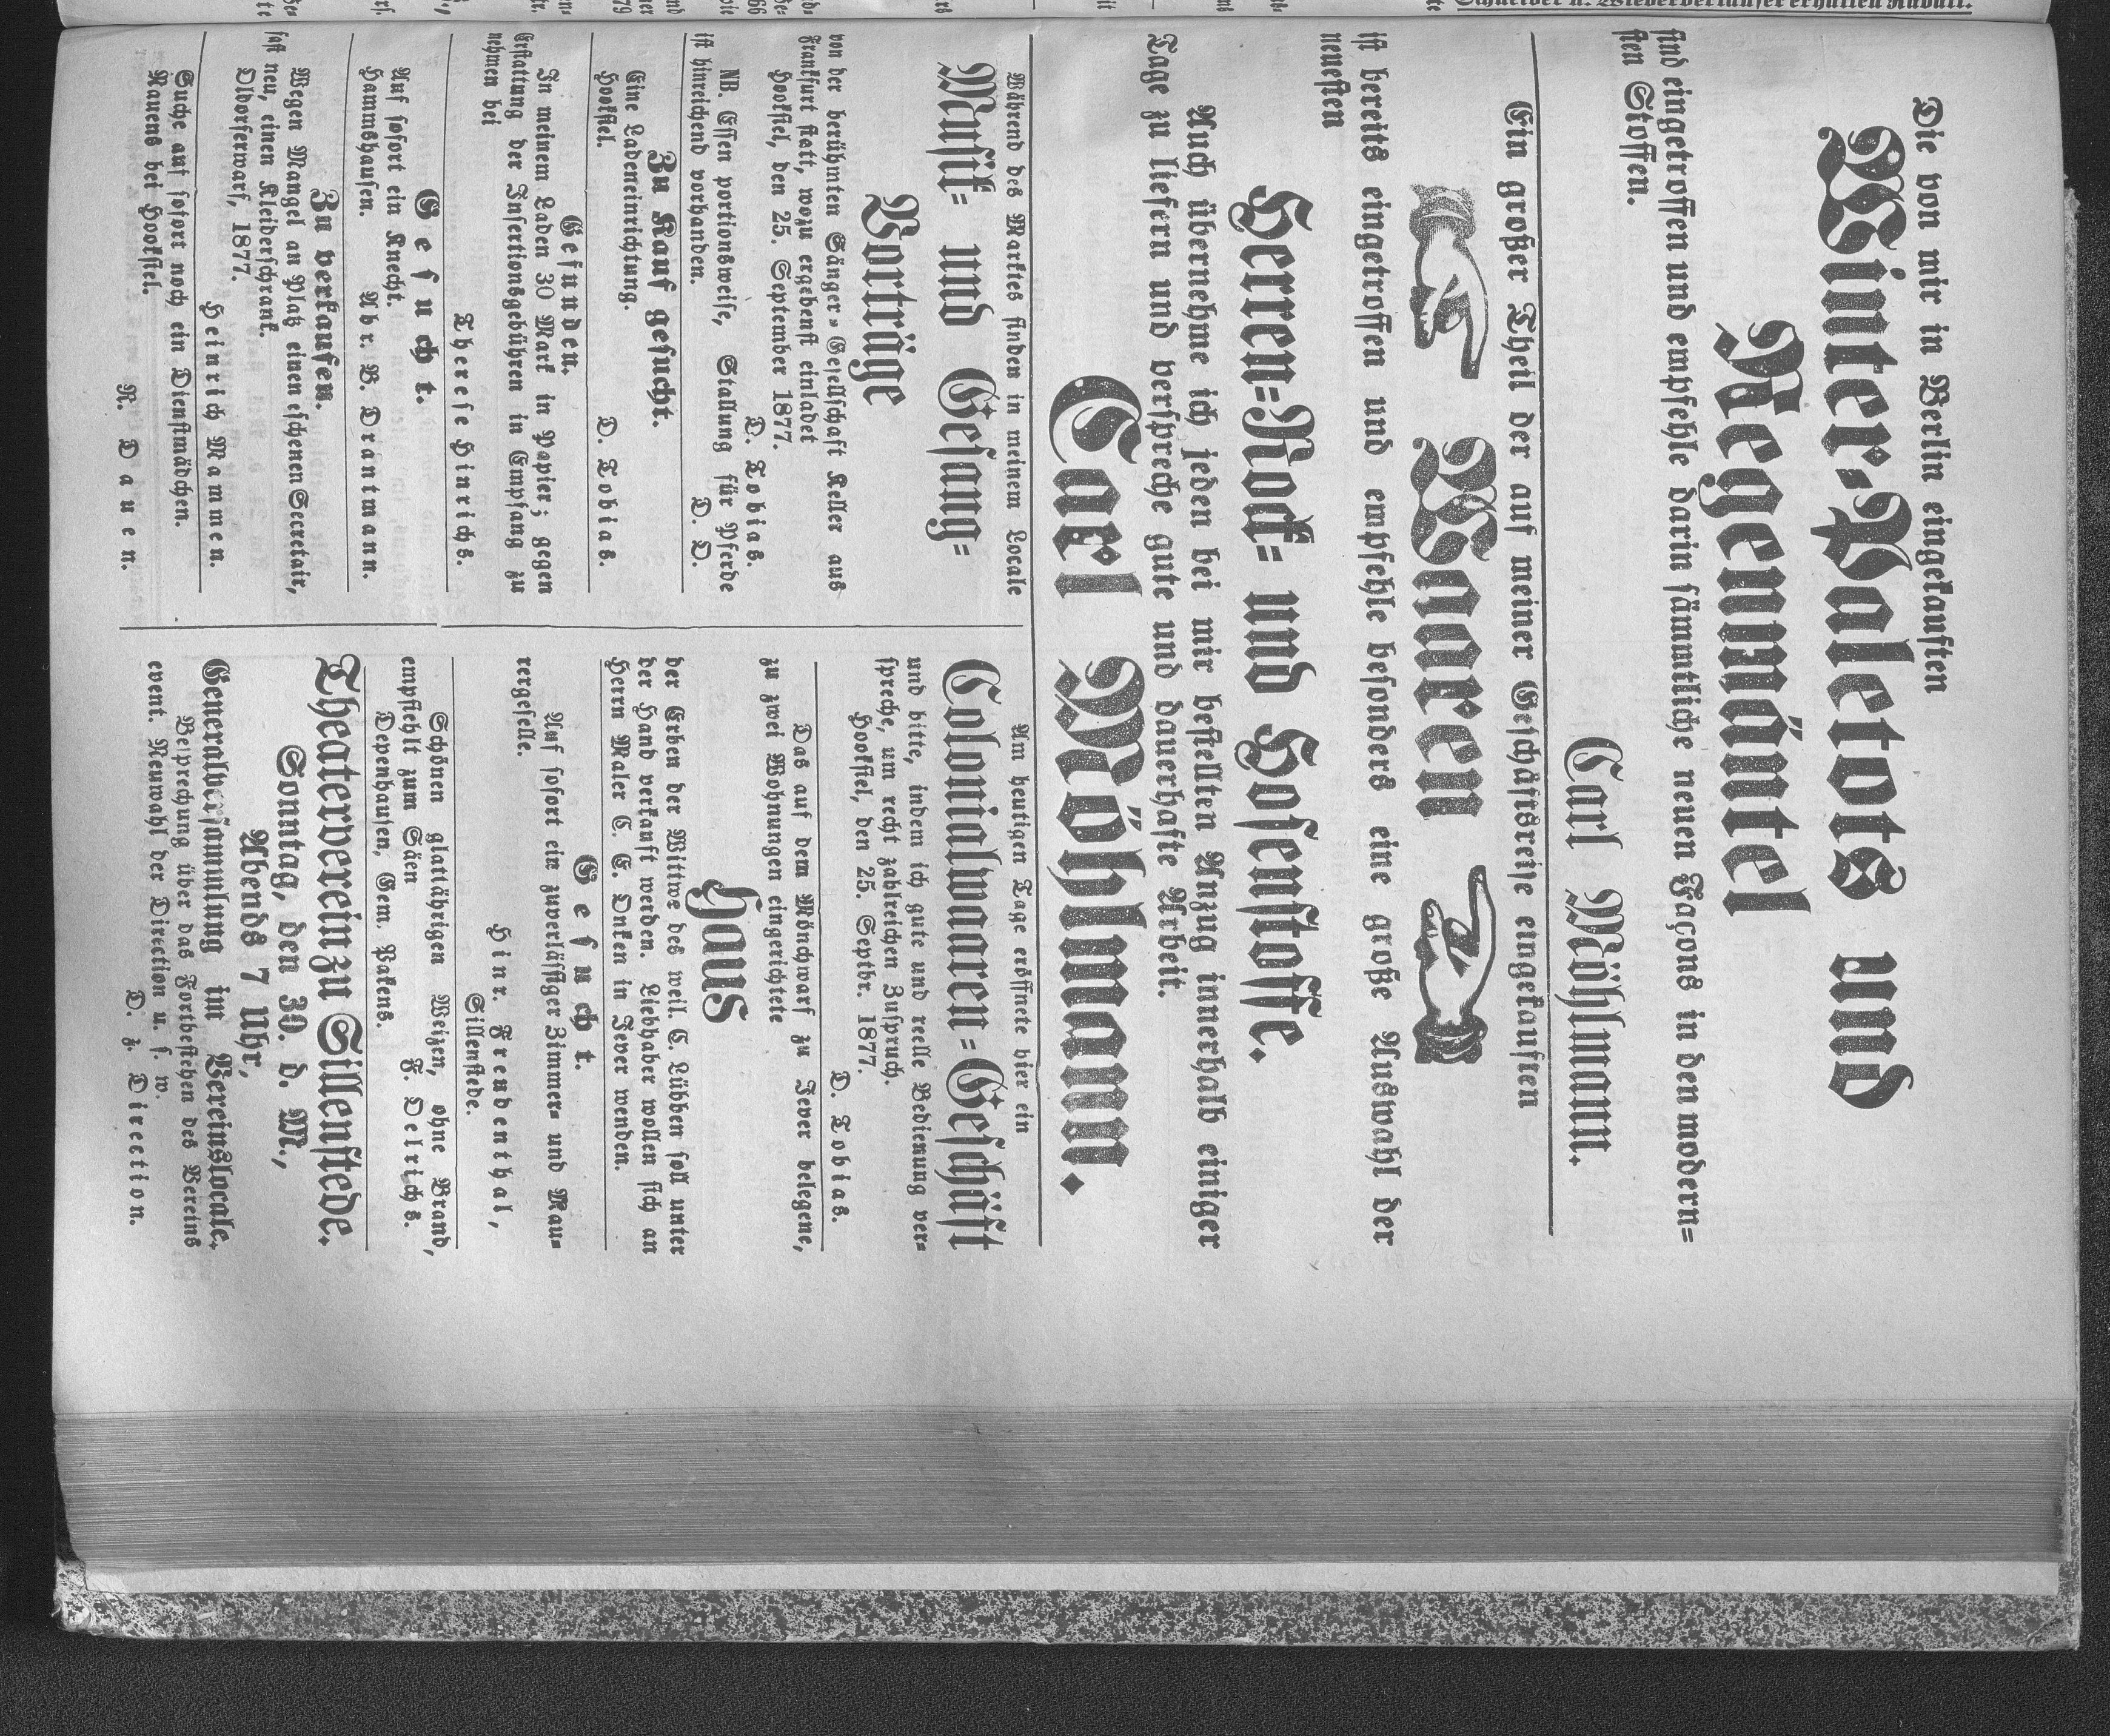 Die von mir in Berlin eingekauften
Winter-Paletots und
Regenmäntel
sind eingetroffen und empfehle darin sämmtliche neuen Façons in den modern=
sten Stoffen.
Carl Möhlmann.
Ein großer Theil der auf meiner Geschäftsreise eingekauften
Waaren
ist bereits eingetroffen und empfehle besonders eine große Auswahl der
neuesten
Herren=Rock= und Hosenstoffe.
Auch übernehme ich jeden bei mir bestellten Anzug innerhalb einiger
Tage zu liefern und verspreche gute und dauerhafte Arbeit.
Carl Möhlmann.
Während des Marktes finden in meinem Locale
Musik= und Gesang=
Vorträge
von der berühmten Sänger=Gesellschaft Keller aus
Frankfurt statt, wozu ergebenst einladet
Hooksiel, den 25. September 1877.
D. Tobias.
NB. Essen portionsweise, Stallung für Pferde
ist hinreichend vorhanden.
D. O.
Zu Kauf gesucht.
Eine Ladeneinrichtung.
Hooksiel.
D. Tobias.
Gefunden.
In meinem Laden 30 Mark in Papier; gegen
Erstattung der Insertionsgebühren in Empfang zu
nehmen bei
Therese Hinrichs.
Gesucht.
Auf sofort ein Knecht.
Hammshausen. Abr. B. Drantmann.
Zu verkaufen.
Wegen Mangel an Platz einen eschenen Secretair,
fast neu, einen Kleiderschrank.
Oldorferwarf, 1877.
Heinrich Mammen.
Suche auf sofort noch ein Dienstmädchen.
Nauens bei Hooksiel.
R. Dauen.
Am heutigen Tage eröffnete hier ein
Colonialwaaren=Geschäft
und bitte, indem ich gute und reelle Bedienung ver=
spreche, um recht zahlreichen Zuspruch.
Hooksiel, den 25. Septbr. 1877.
D. Tobias.
Das auf dem Mönchwarf zu Jever belegene,
zu zwei Wohnungen eingerichtete
Haus
der Erben der Wittwe des weil. C. Lübben soll unter
der Hand verkauft werden. Liebhaber wollen sich an
Herrn Maler C. E. Onken in Jever wenden.
Gesucht.
Auf sofort ein zuverlässiger Zimmer= und Mau=
rergeselle.
Hinr. Freudenthal,
Sillenstede.
Schönen glattährigen Weizen, ohne Brand,
empfiehlt zum Säen
F. Oelrichs.
Depenhausen, Gem. Pakens.
Theaterverein zu Sillenstede.
Sonntag, den 30. d. M.,
Abends 7 Uhr,
Generalversammlung im Vereinslocale.
Besprechung über das Fortbestehen des Vereins
event. Neuwahl der Direction u. s. w.
D. z. Direction.